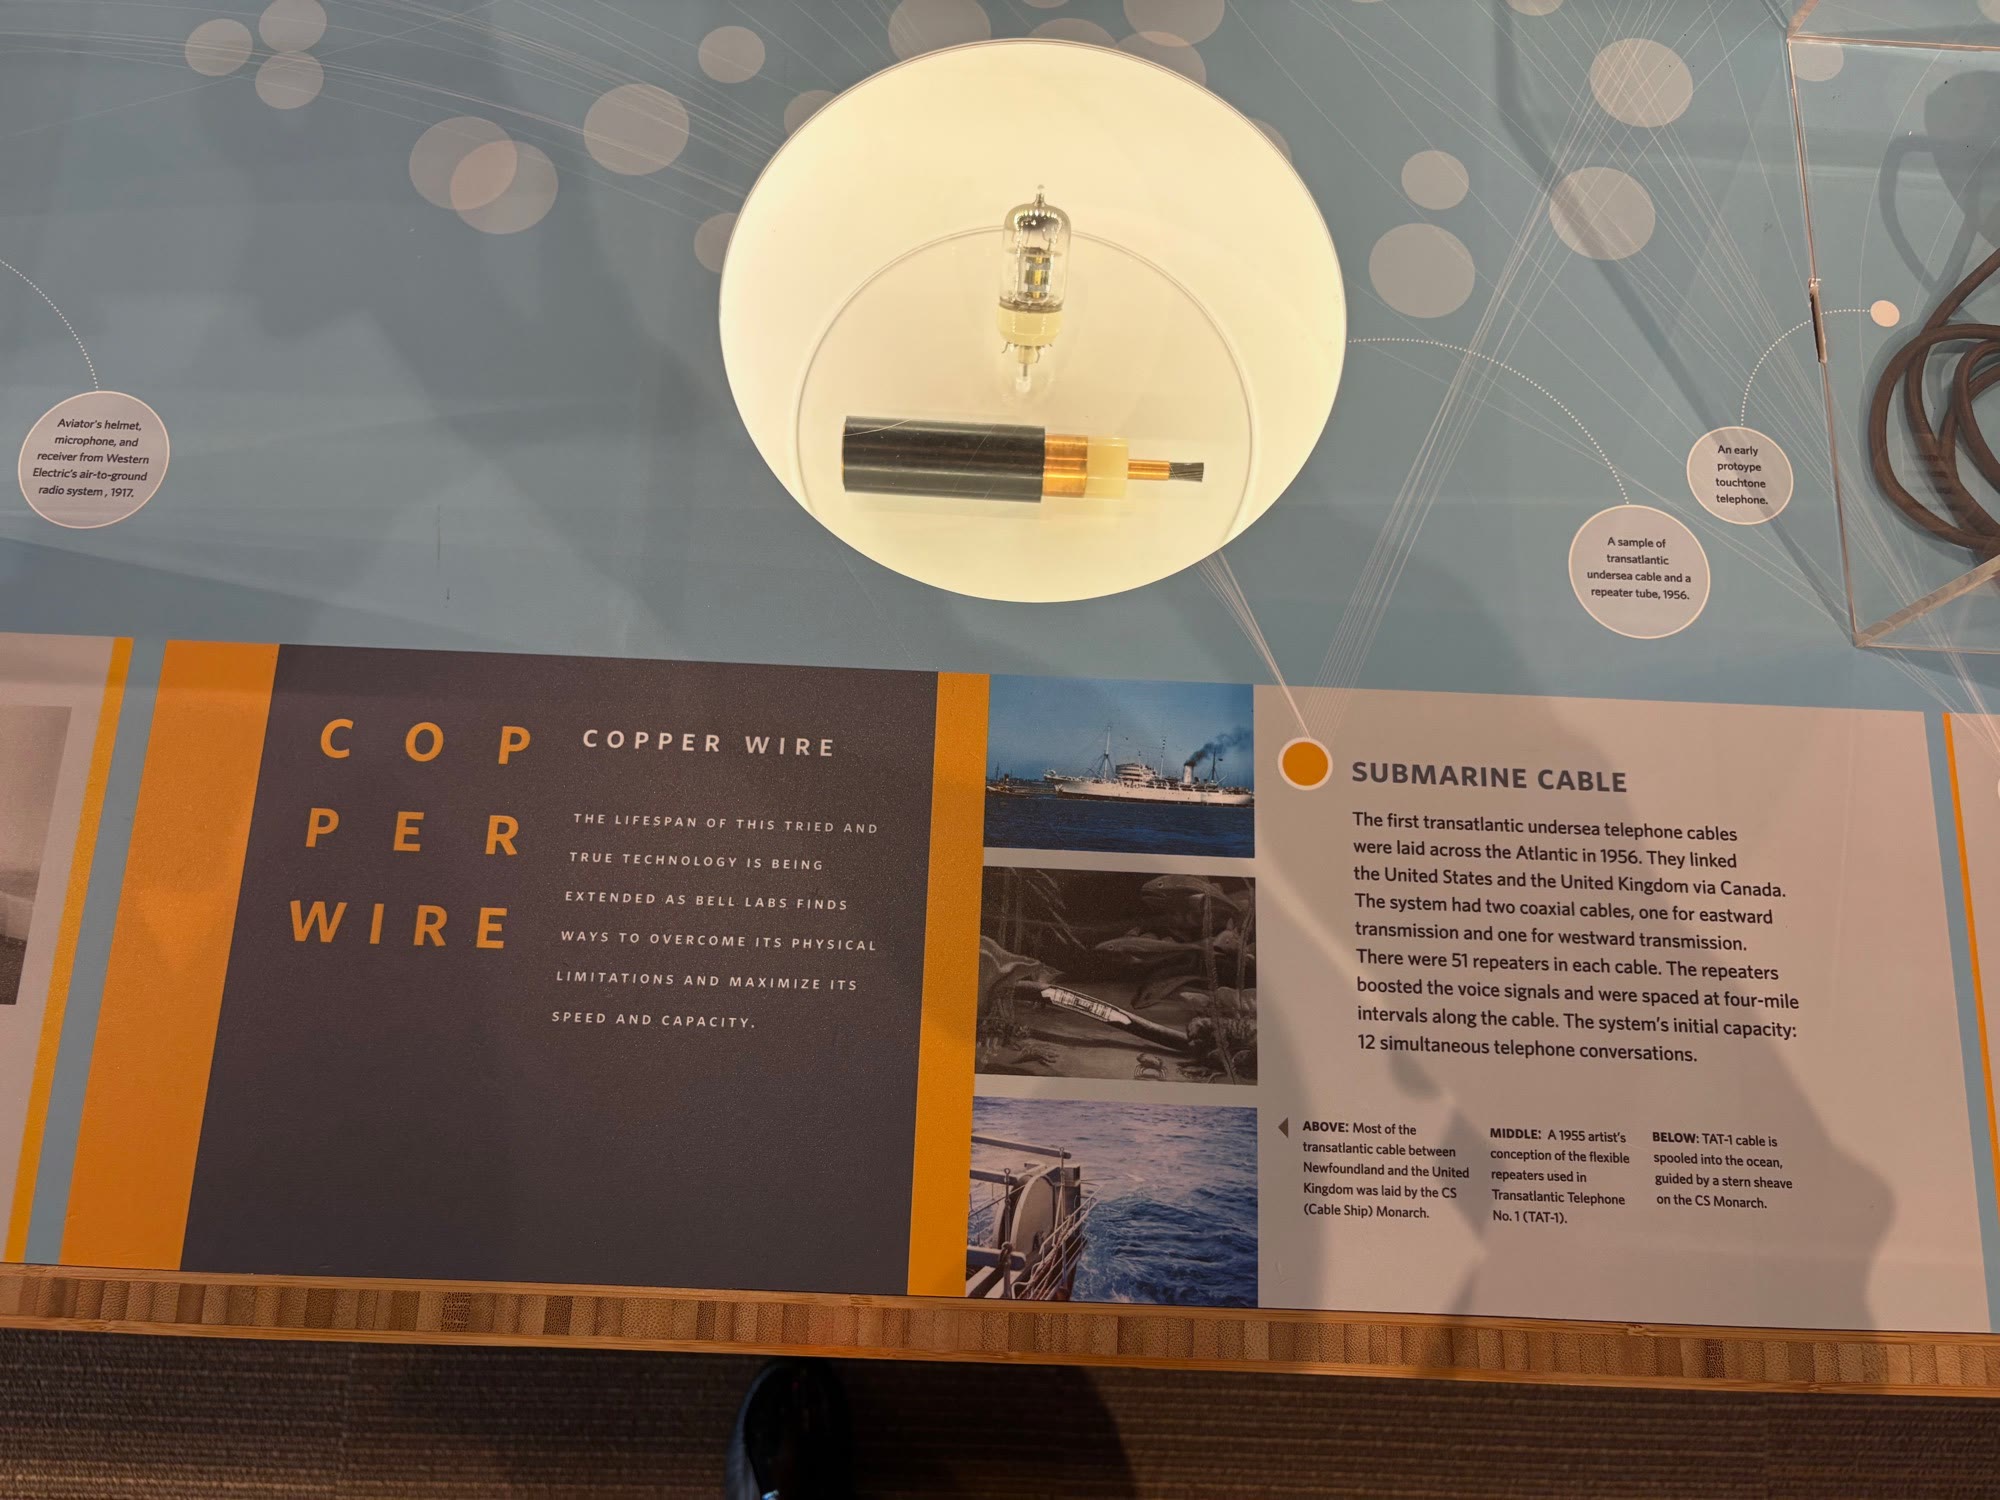 Aviator's helmet,
microphone, and
receiver from Western
Electric's air-to-ground
radio system, 1917.
An early
protoype
touchtone
telephone.
A sample of
transatlantic
undersea cable and a
repeater tube, 1956.
COP
PER
WIRE
COPPER WIRE
THE LIFESPAN OF THIS TRIED AND
TRUE TECHNOLOGY IS BEING
EXTENDED AS BELL LABS FINDS
WAYS TO OVERCOME ITS PHYSICAL
LIMITATIONS AND MAXIMIZE ITS
SPEED AND CAPACITY.
SUBMARINE CABLE
The first transatlantic undersea telephone cables
were laid across the Atlantic in 1956. They linked
the United States and the United Kingdom via Canada.
The system had two coaxial cables, one for eastward
transmission and one for westward transmission.
There were 51 repeaters in each cable. The repeaters
boosted the voice signals and were spaced at four-mile
intervals along the cable. The system's initial capacity:
12 simultaneous telephone conversations.
ABOVE: Most of the
transatlantic cable between
Newfoundland and the United
Kingdom was laid by the CS
(Cable Ship) Monarch.
MIDDLE: A 1955 artist's
conception of the flexible
repeaters used in
Transatlantic Telephone
No. 1 (TAT-1).
BELOW: TAT-1 cable is
spooled into the ocean,
guided by a stern sheave
on the CS Monarch.